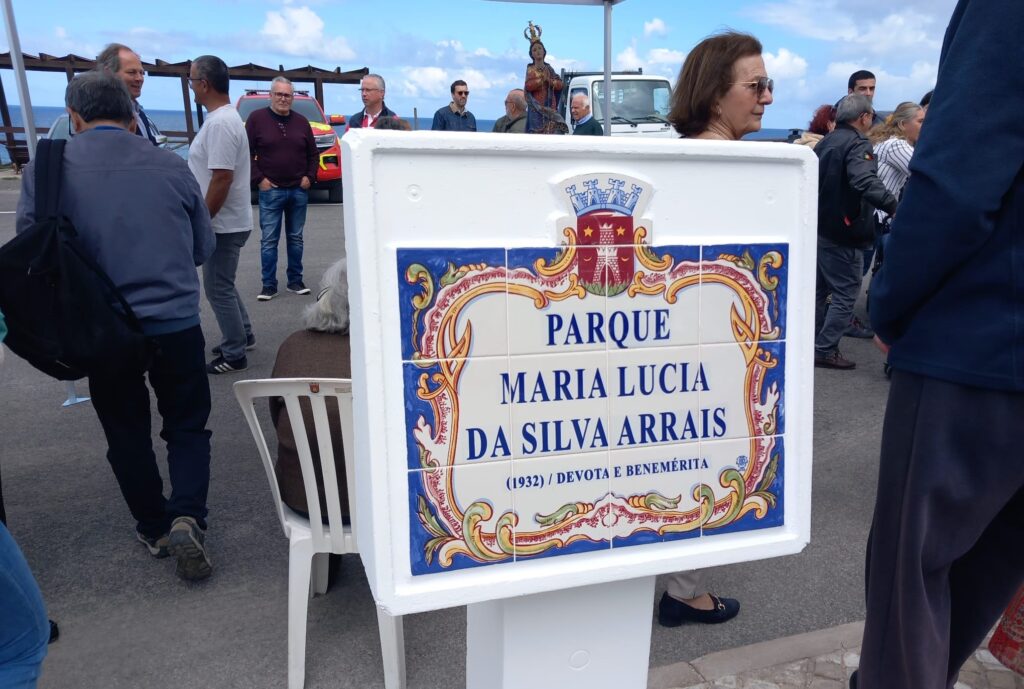 PARQUE
MARIA LUCIA
DA SILVA ARRAIS
(1932) / DEVOTA E BENEMÉRITA